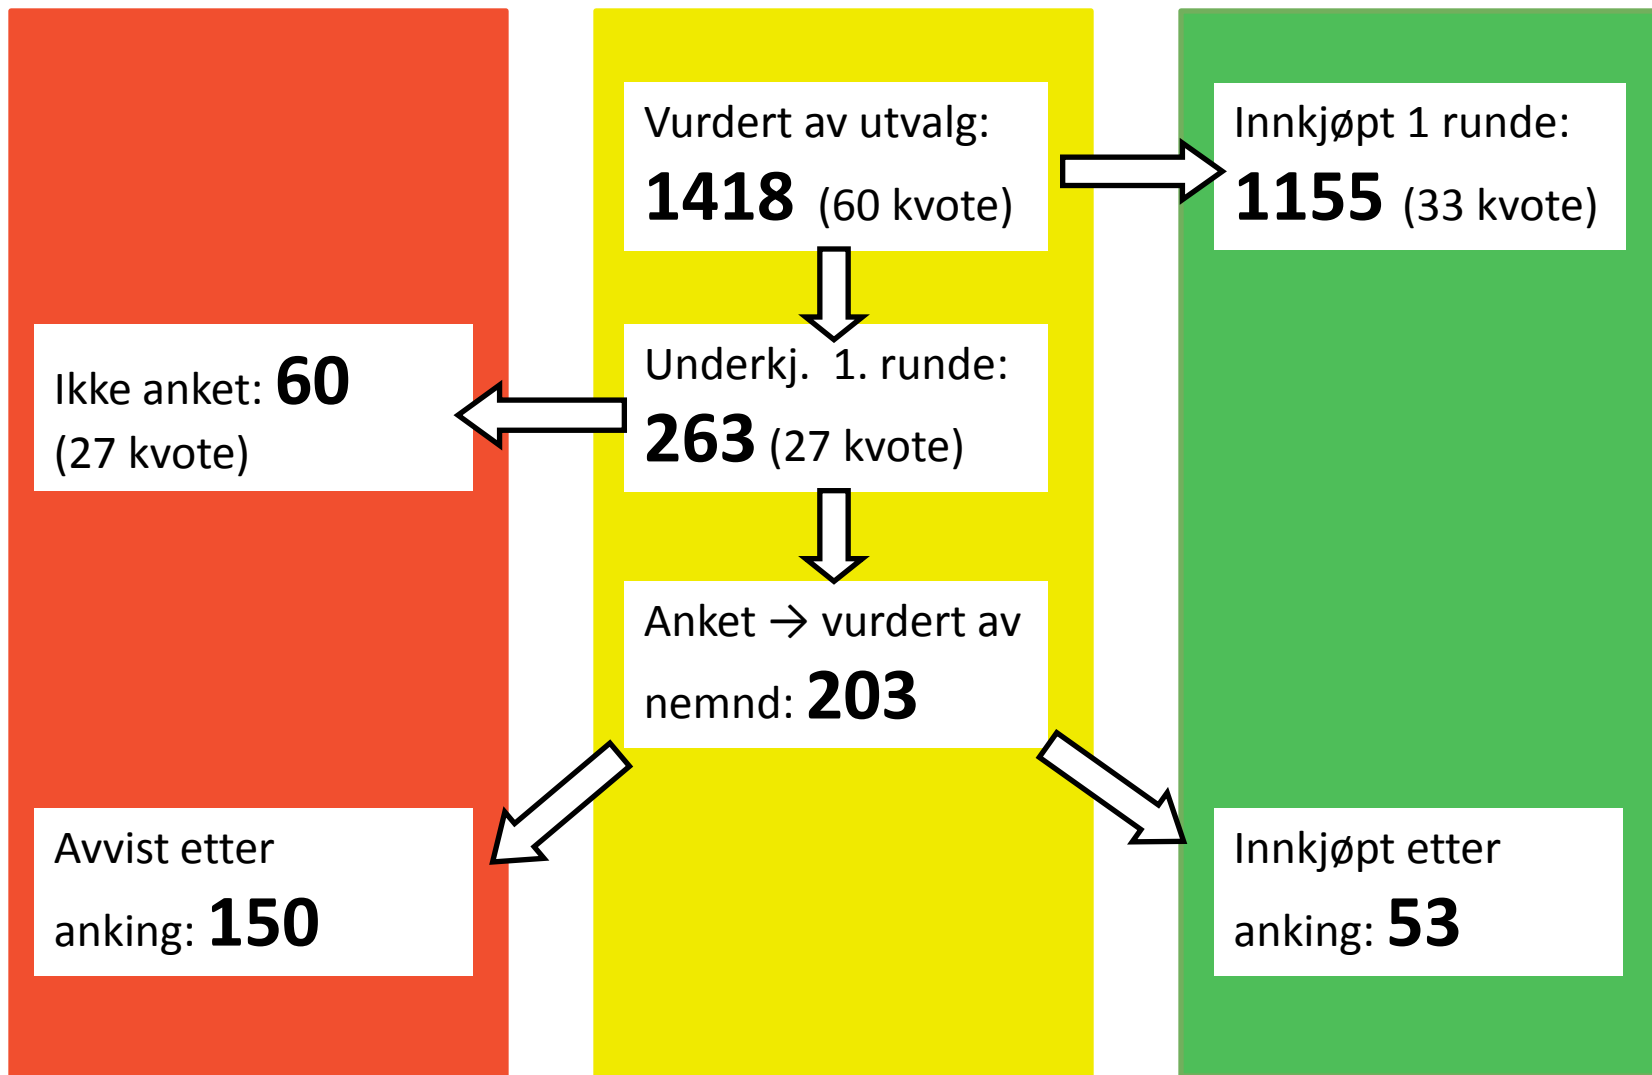 Vurdert av utvalg:
1418 (60 kvote)
Innkjøpt 1 runde:
1155 (33 kvote)
Ikke anket: 60
(27 kvote)
Underkj. 1. runde:
263 (27 kvote)
Anket → vurdert av
nemnd: 203
Avvist etter
anking: 150
Innkjøpt etter
anking: 53